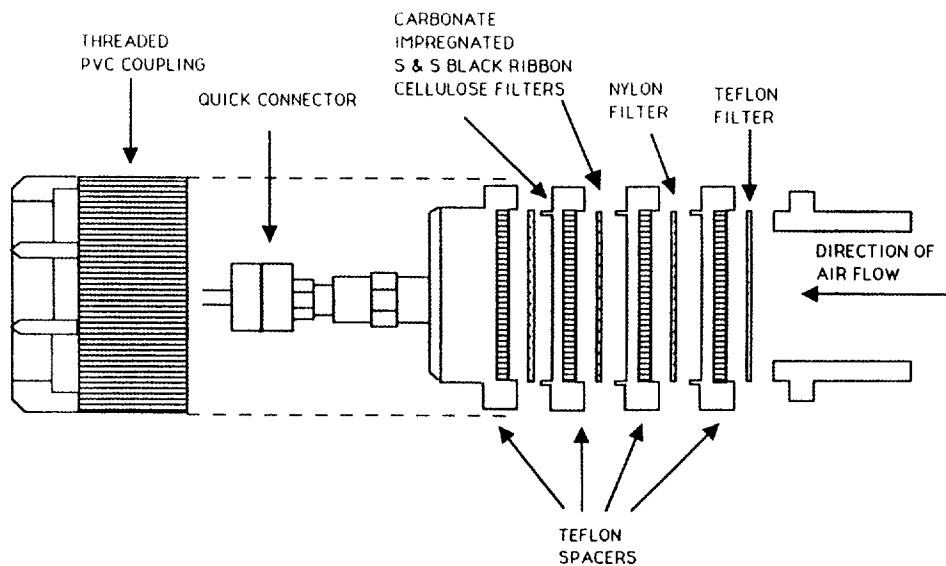 THREADED
PVC COUPLING
QUICK CONNECTOR
CARBONATE
IMPREGNATED
S & S BLACK RIBBON
CELLULOSE FILTERS
NYLON
FILTER
TEFLON
FILTER
DIRECTION OF
AIR FLOW
TEFLON
SPACERS